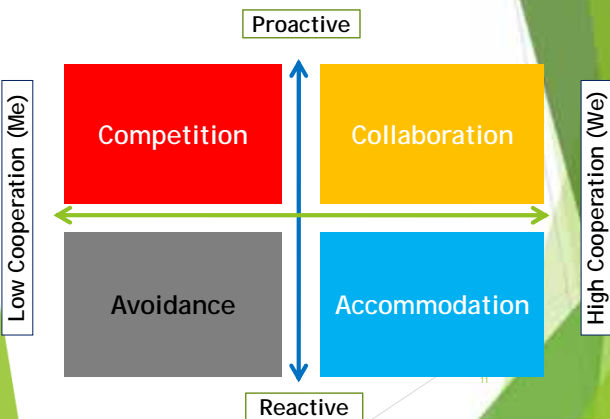 Proactive
Low Cooperation (Me)
Competition
Collaboration
High Cooperation (We)
Avoidance
Accommodation
Reactive